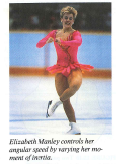 Elizabeth Manley controls her
angular speed by varying her mo-
ment of inertia.